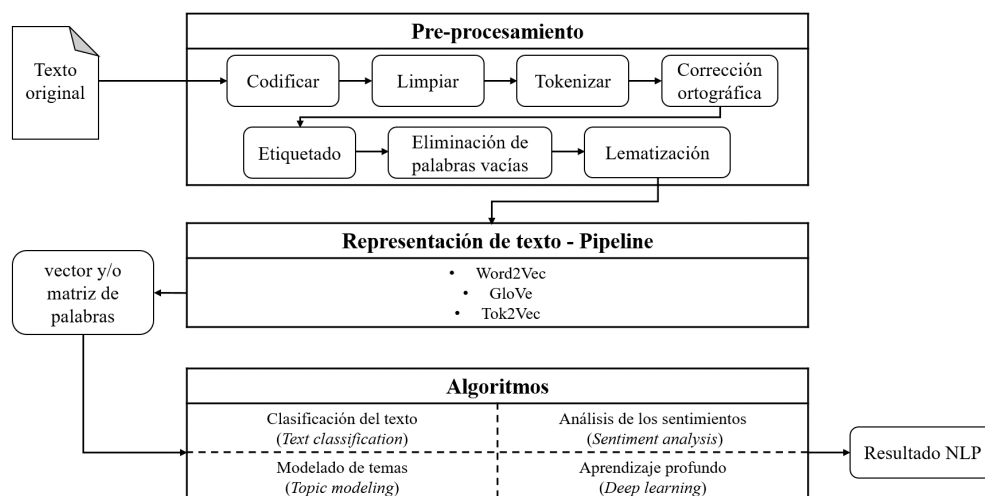 Pre-procesamiento
Texto
original
Codificar
Limpiar
Tokenizar
Corrección
ortográfica
Etiquetado
Eliminación de
palabras vacías
Lematización
Representación de texto - Pipeline
• Word2Vec
• GloVe
• Tok2Vec
vector y/o
matriz de
palabras
Algoritmos
Clasificación del texto
(Text classification)
Análisis de los sentimientos
(Sentiment analysis)
Modelado de temas
(Topic modeling)
Aprendizaje profundo
(Deep learning)
Resultado NLP